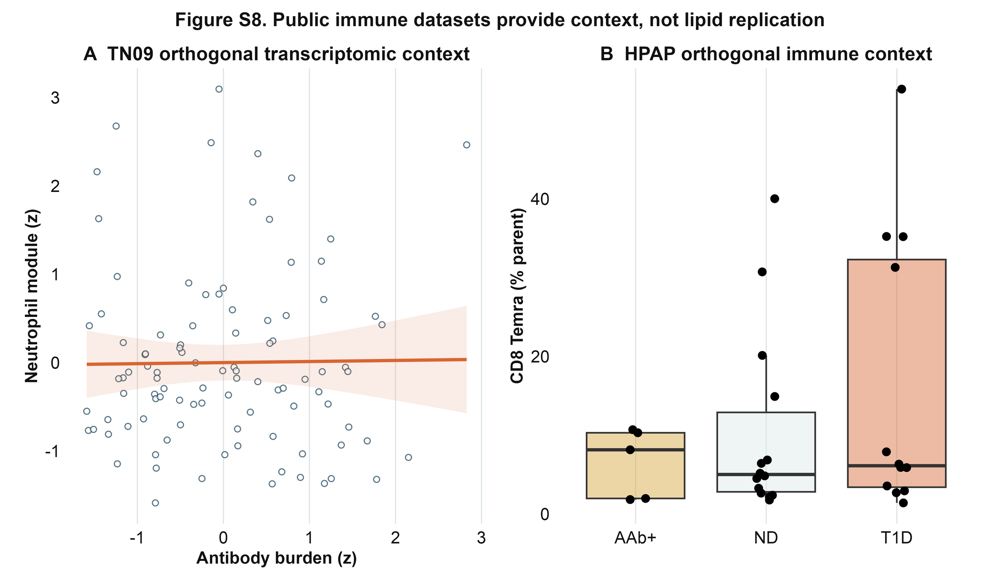 Figure S8. Public immune datasets provide context, not lipid replication
A TN09 orthogonal transcriptomic context
Neutrophil module (z)
3
2
1
0
-1
-1 0 1 2 3
Antibody burden (z)
B HPAP orthogonal immune context
CD8 Temra (% parent)
40
20
0
AAb+ ND T1D